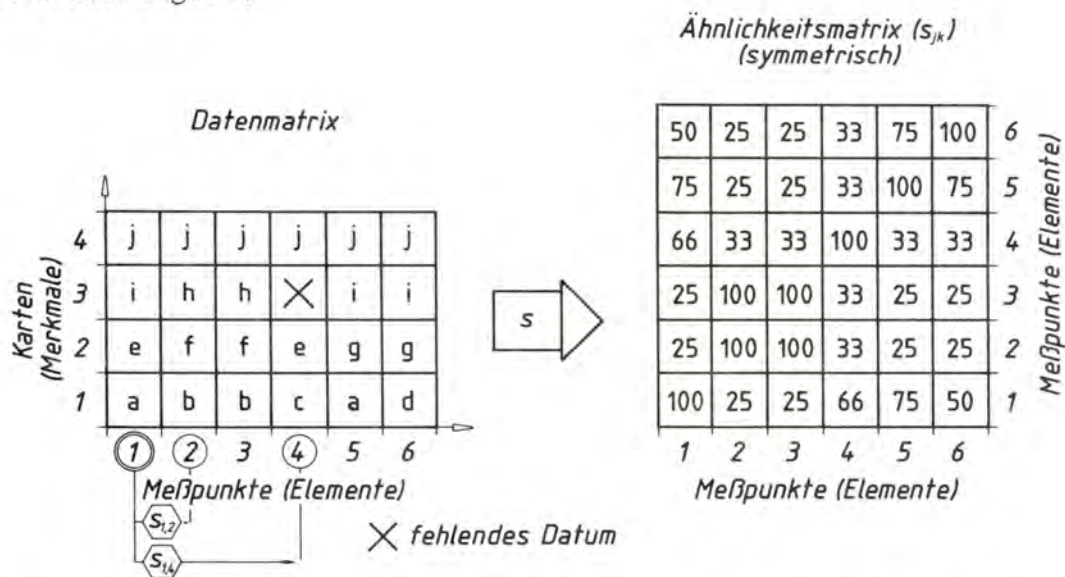 Datenmatrix
4 j j j j j j
3 i h h i i
2 e f f e g g
1 a b b c a d
Karten
(Merkmale)
1 2 3 4 5 6
Meßpunkte (Elemente)
S1,2
S1,4
fehlendes Datum
s
Ähnlichkeitsmatrix (sjk)
(symmetrisch)
50 25 25 33 75 100 6
75 25 25 33 100 75 5
66 33 33 100 33 33 4
25 100 100 33 25 25 3
25 100 100 33 25 25 2
100 25 25 66 75 50 1
1 2 3 4 5 6
Meßpunkte (Elemente)
Meßpunkte (Elemente)